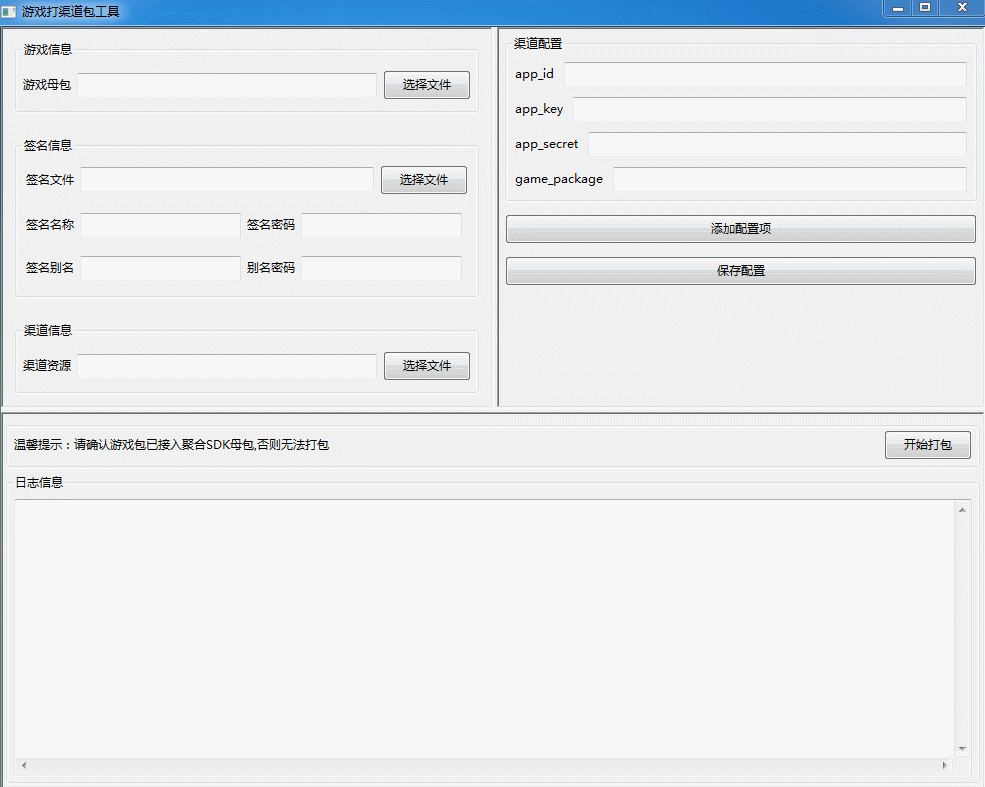 游戏打渠道包工具
游戏信息
游戏母包 选择文件
签名信息
签名文件 选择文件
签名名称 签名密码
签名别名 别名密码
渠道信息
渠道资源 选择文件
渠道配置
app_id
app_key
app_secret
game_package
添加配置项
保存配置
温馨提示：请确认游戏包已接入聚合SDK母包,否则无法打包 开始打包
日志信息